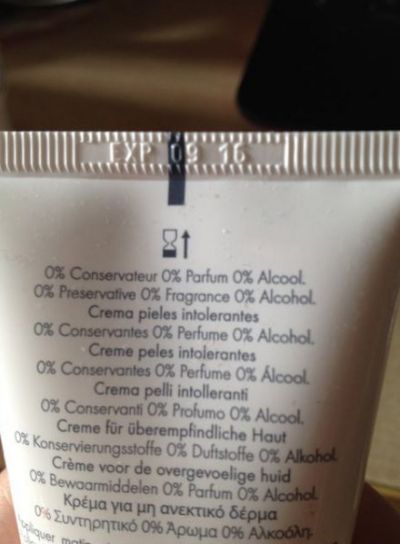 EXP 09 16
0% Conservateur 0% Parfum 0% Alcool.
0% Preservative 0% Fragrance 0% Alcohol.
Crema pieles intolerantes
0% Conservantes 0% Perfume 0% Alcohol.
Creme peles intolerantes
0% Conservantes 0% Perfume 0% Álcool.
Crema pelli intolleranti
0% Conservanti 0% Profumo 0% Alcool.
Creme für überempfindliche Haut
0% Konservierungsstoffe 0% Duftstoffe 0% Alkohol.
Crème voor de overgevoelige huid
0% Bewaarmiddelen 0% Parfum 0% Alcohol.
Κρέμα για μη ανεκτικό δέρμα
0% Συντηρητικό 0% Άρωμα 0% Αλκοόλη.
Appliquer